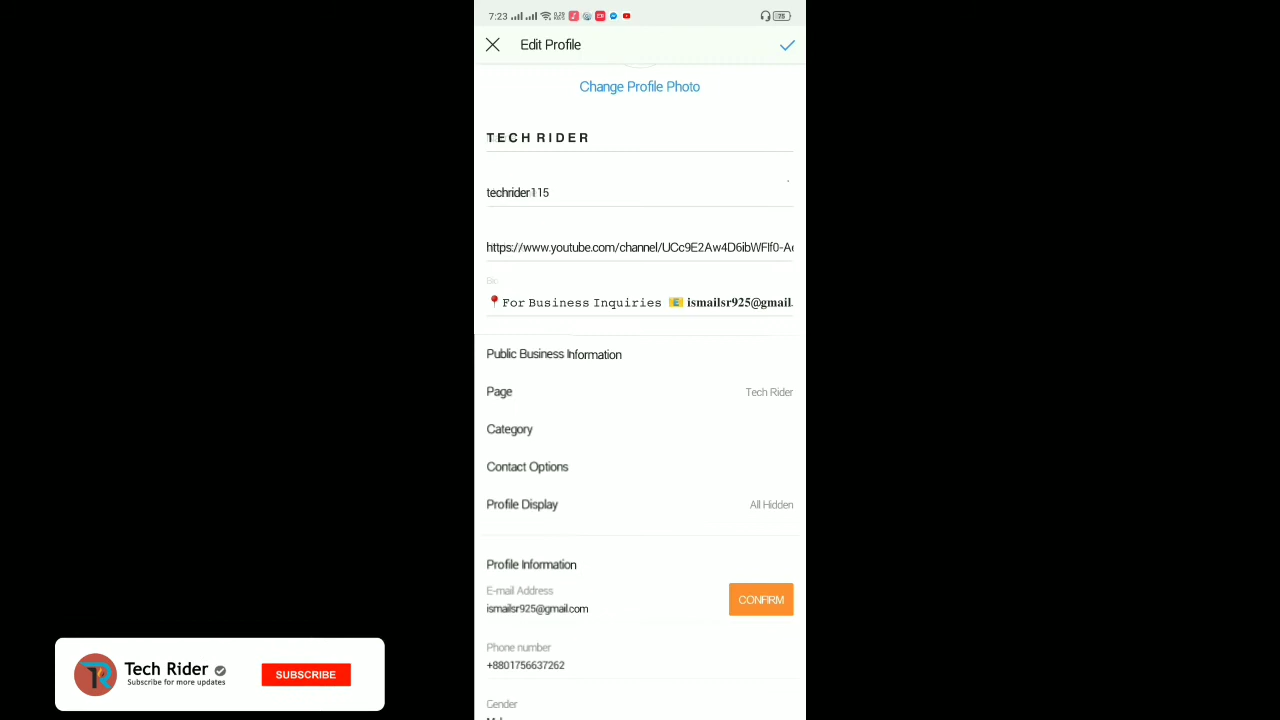 7:23
75
Edit Profile
Change Profile Photo
TECH RIDER
techrider115
https://www.youtube.com/channel/UCc9E2Aw4D6ibWFlf0-A
Bio
📍For Business Inquiries 📧 ismailsr925@gmail.
Public Business Information
Page Tech Rider
Category
Contact Options
Profile Display All Hidden
Profile Information
E-mail Address
ismailsr925@gmail.com CONFIRM
Phone number
+8801756637262
Gender
Tech Rider
Subscribe for more updates
SUBSCRIBE